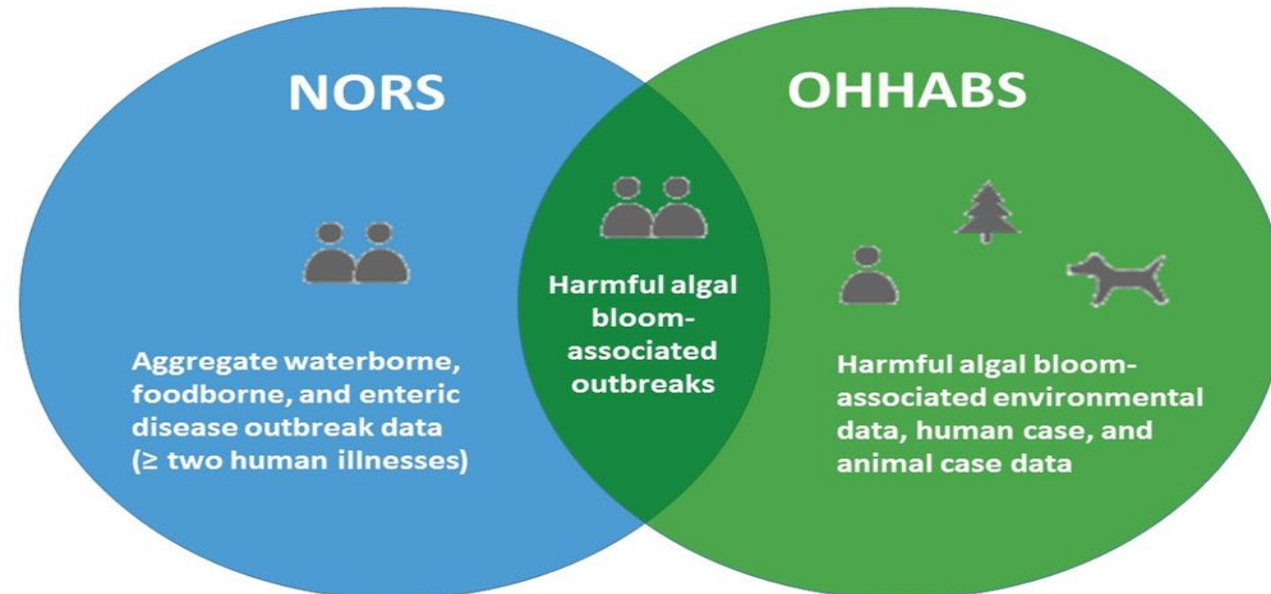 NORS
OHHABS
Harmful algal
bloom-
associated
outbreaks
Aggregate waterborne,
foodborne, and enteric
disease outbreak data
(≥ two human illnesses)
Harmful algal bloom-
associated environmental
data, human case, and
animal case data